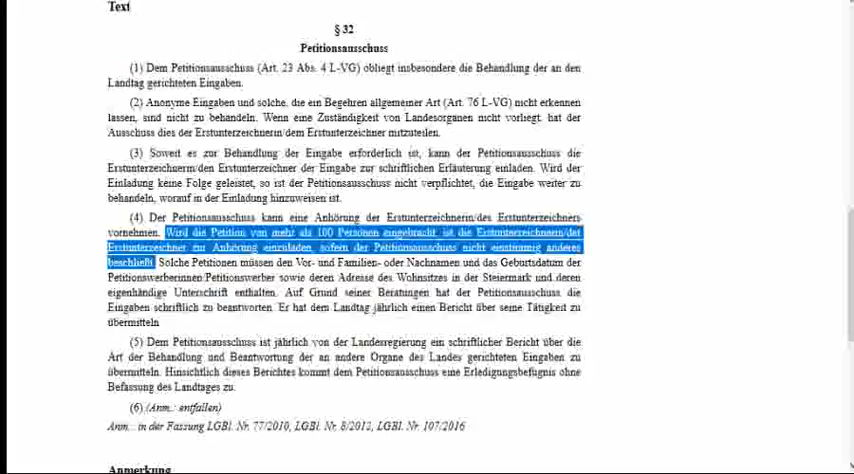 Text
§ 32
Petitionsausschuss
(1) Dem Petitionsausschuss (Art. 23 Abs. 4 L-VG) obliegt insbesondere die Behandlung der an den
Landtag gerichteten Eingaben.
(2) Anonyme Eingaben und solche, die ein Begehren allgemeiner Art (Art. 76 L-VG) nicht erkennen
lassen, sind nicht zu behandeln. Wenn eine Zuständigkeit von Landesorganen nicht vorliegt, hat der
Ausschuss dies der Erstunterzeichnerin/dem Erstunterzeichner mitzuteilen.
(3) Soweit es zur Behandlung der Eingabe erforderlich ist, kann der Petitionsausschuss die
Erstunterzeichnerin/den Erstunterzeichner der Eingabe zur schriftlichen Erläuterung einladen. Wird der
Einladung keine Folge geleistet, so ist der Petitionsausschuss nicht verpflichtet, die Eingabe weiter zu
behandeln, worauf in der Einladung hinzuweisen ist.
(4) Der Petitionsausschuss kann eine Anhörung der Erstunterzeichnerin/des Erstunterzeichners
vornehmen. Wird die Petition von mehr als 100 Personen eingebracht, ist die Erstunterzeichnerin/der
Erstunterzeichner zur Anhörung einzuladen, sofern der Petitionsausschuss nicht einstimmig anderes
beschließt. Solche Petitionen müssen den Vor- und Familien- oder Nachnamen und das Geburtsdatum der
Petitionswerberinnen/Petitionswerber sowie deren Adresse des Wohnsitzes in der Steiermark und deren
eigenhändige Unterschrift enthalten. Auf Grund seiner Beratungen hat der Petitionsausschuss die
Eingaben schriftlich zu beantworten. Er hat dem Landtag jährlich einen Bericht über seine Tätigkeit zu
übermitteln.
(5) Dem Petitionsausschuss ist jährlich von der Landesregierung ein schriftlicher Bericht über die
Art der Behandlung und Beantwortung der an andere Organe des Landes gerichteten Eingaben zu
übermitteln. Hinsichtlich dieses Berichtes kommt dem Petitionsausschuss eine Erledigungsbefugnis ohne
Befassung des Landtages zu.
(6) (Anm.: entfallen)
Anm.: in der Fassung LGBl. Nr. 77/2010, LGBl. Nr. 8/2012, LGBl. Nr. 107/2016
Anmerkung